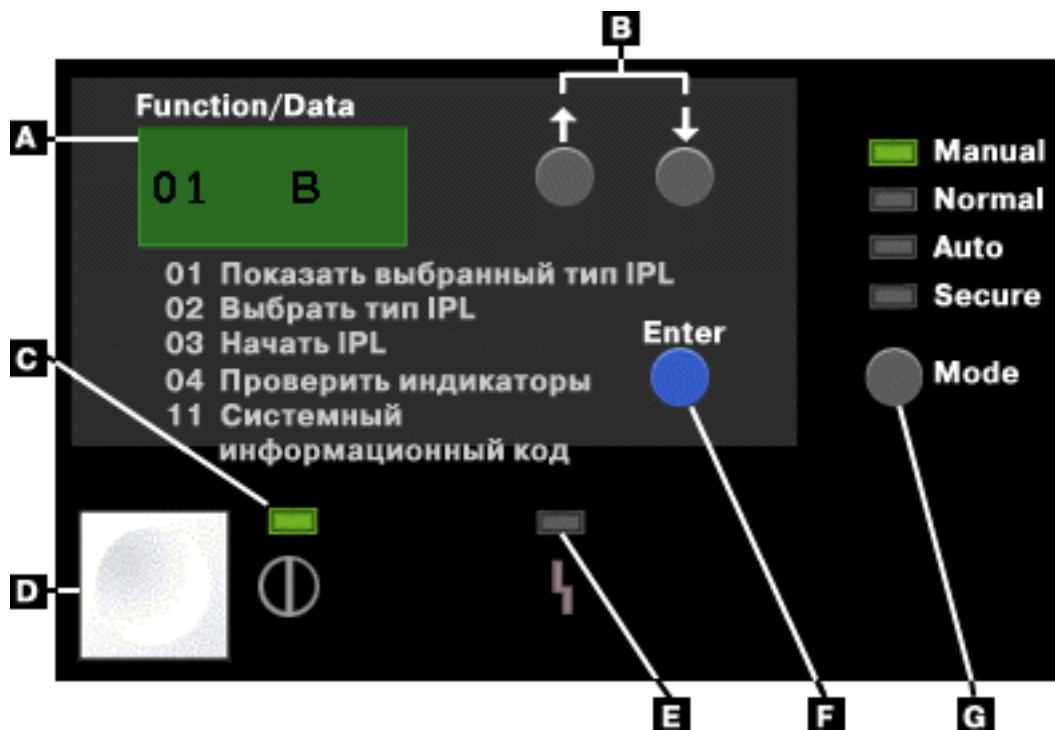 B
Function/Data
A
01 B
Manual
Normal
Auto
Secure
01 Показать выбранный тип IPL
02 Выбрать тип IPL
03 Начать IPL
04 Проверить индикаторы
11 Системный
информационный код
Enter
Mode
C
D
E
F
G